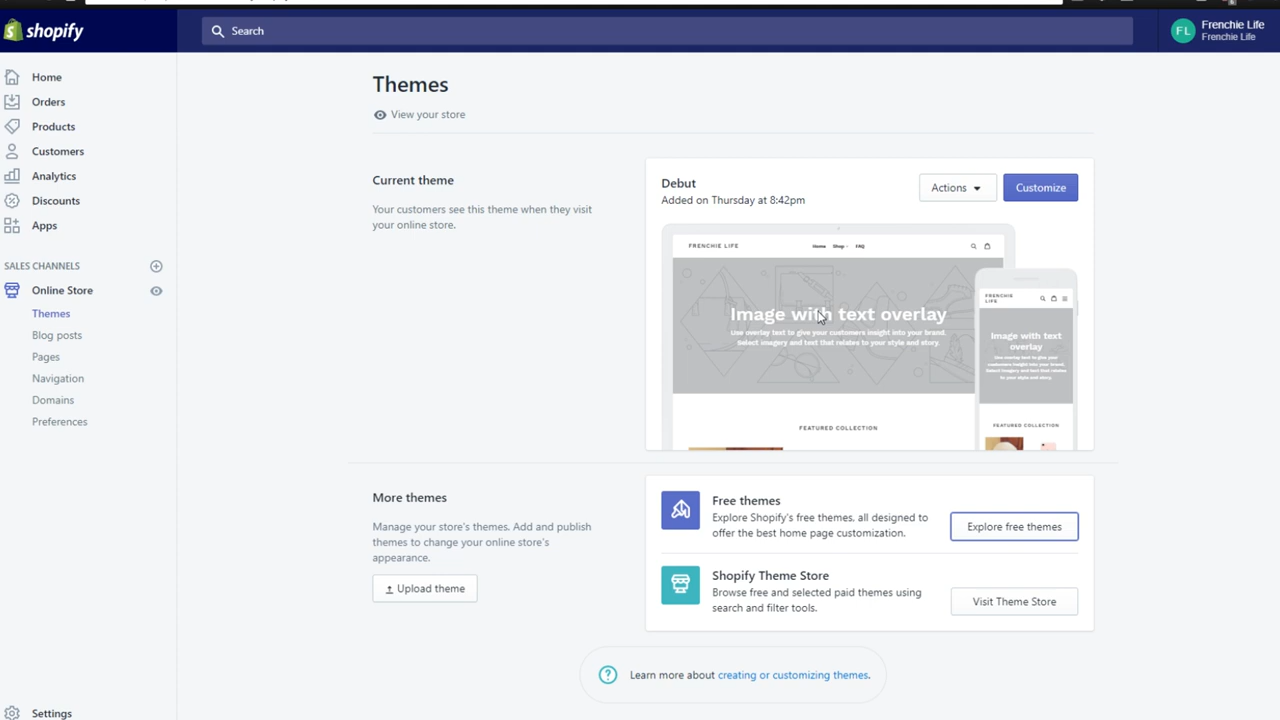 shopify
Search
FL
Frenchie Life
Frenchie Life
Home
Orders
Products
Customers
Analytics
Discounts
Apps
SALES CHANNELS
Online Store
Themes
Blog posts
Pages
Navigation
Domains
Preferences
Settings
Themes
View your store
Current theme
Your customers see this theme when they visit
your online store.
Debut
Added on Thursday at 8:42pm
Actions
Customize
FRENCHIE LIFE
Home Shop FAQ
Image with text overlay
Use overlay text to give your customers insight into your brand.
Select imagery and text that relates to your style and story.
FEATURED COLLECTION
FRENCHIE
LIFE
Image with text
overlay
Use overlay text to give your
customers insight into your brand.
Select imagery and text that relates
to your style and story.
FEATURED COLLECTION
More themes
Manage your store's themes. Add and publish
themes to change your online store's
appearance.
Upload theme
Free themes
Explore Shopify's free themes, all designed to
offer the best home page customization.
Explore free themes
Shopify Theme Store
Browse free and selected paid themes using
search and filter tools.
Visit Theme Store
Learn more about creating or customizing themes.